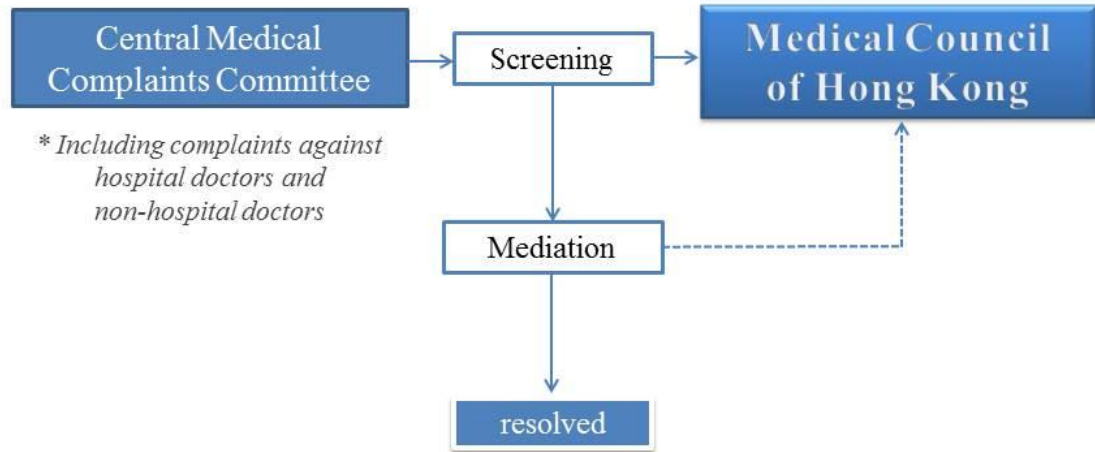 Central Medical
Complaints Committee
Screening
Medical Council
of Hong Kong
* Including complaints against
hospital doctors and
non-hospital doctors
Mediation
resolved